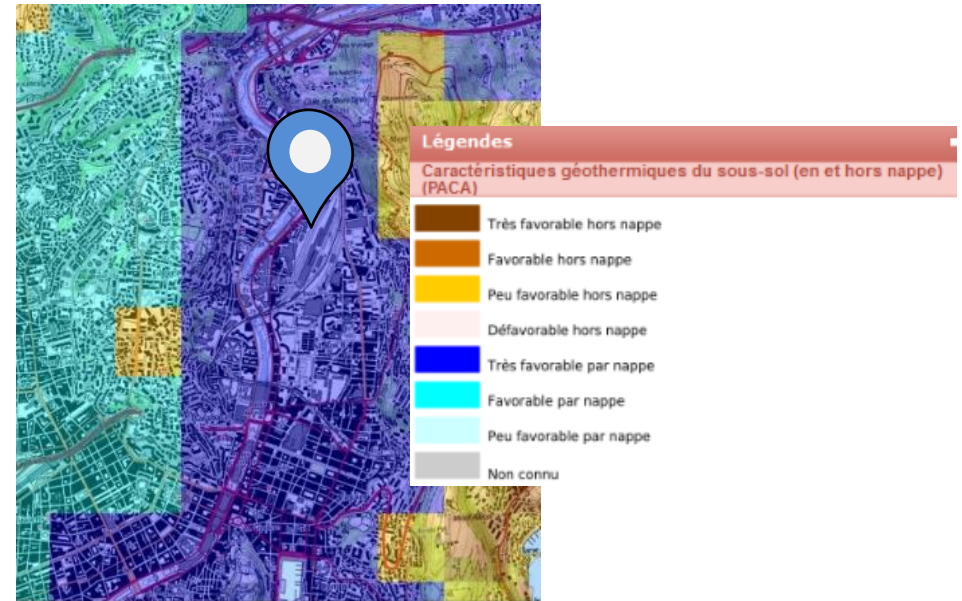 Légendes
Caractéristiques géothermiques du sous-sol (en et hors nappe)
(PACA)
Très favorable hors nappe
Favorable hors nappe
Peu favorable hors nappe
Défavorable hors nappe
Très favorable par nappe
Favorable par nappe
Peu favorable par nappe
Non connu